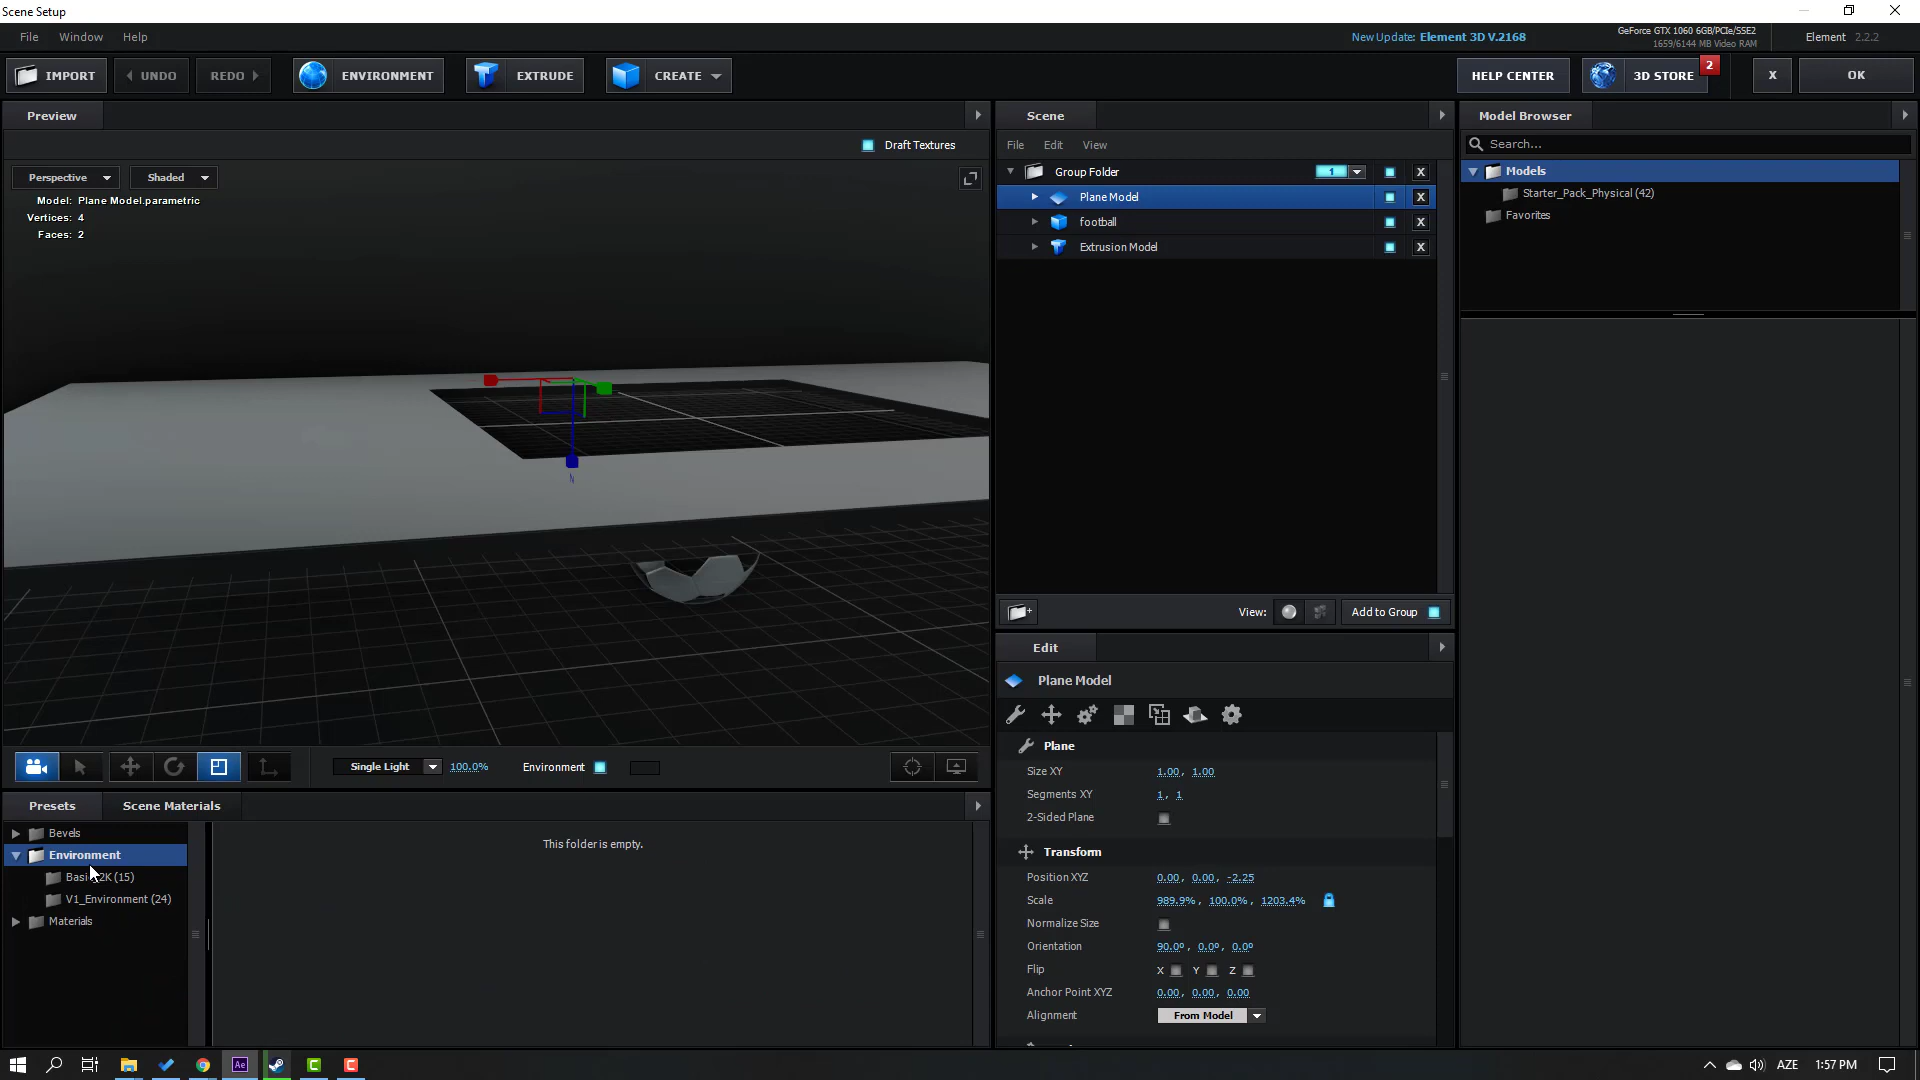 Scene Setup
File Window Help
New Update: Element 3D V.2168
GeForce GTX 1060 6GB/PCIe/SSE2
1659/6144 MB Video RAM
Element 2.2.2
IMPORT
UNDO
REDO
ENVIRONMENT
EXTRUDE
CREATE
HELP CENTER
3D STORE
2
X
OK
Preview
Draft Textures
Perspective
Shaded
Model: Plane Model.parametric
Vertices: 4
Faces: 2
Single Light
100.0%
Environment
Presets
Scene Materials
Bevels
Environment
V1_Environment (24)
Materials
This folder is empty.
Scene
File Edit View
Group Folder
1
X
Plane Model
X
football
X
Extrusion Model
X
View:
Add to Group
Edit
Plane Model
Plane
Size XY 1.00, 1.00
Segments XY 1, 1
2-Sided Plane
Transform
Position XYZ 0.00, 0.00, -2.25
Scale 989.9%, 100.0%, 1203.4%
Normalize Size
Orientation 90.0º, 0.0º, 0.0º
Flip X Y Z
Anchor Point XYZ 0.00, 0.00, 0.00
Alignment From Model
Model Browser
Search...
Models
Starter_Pack_Physical (42)
Favorites
Ae
AZE
1:57 PM